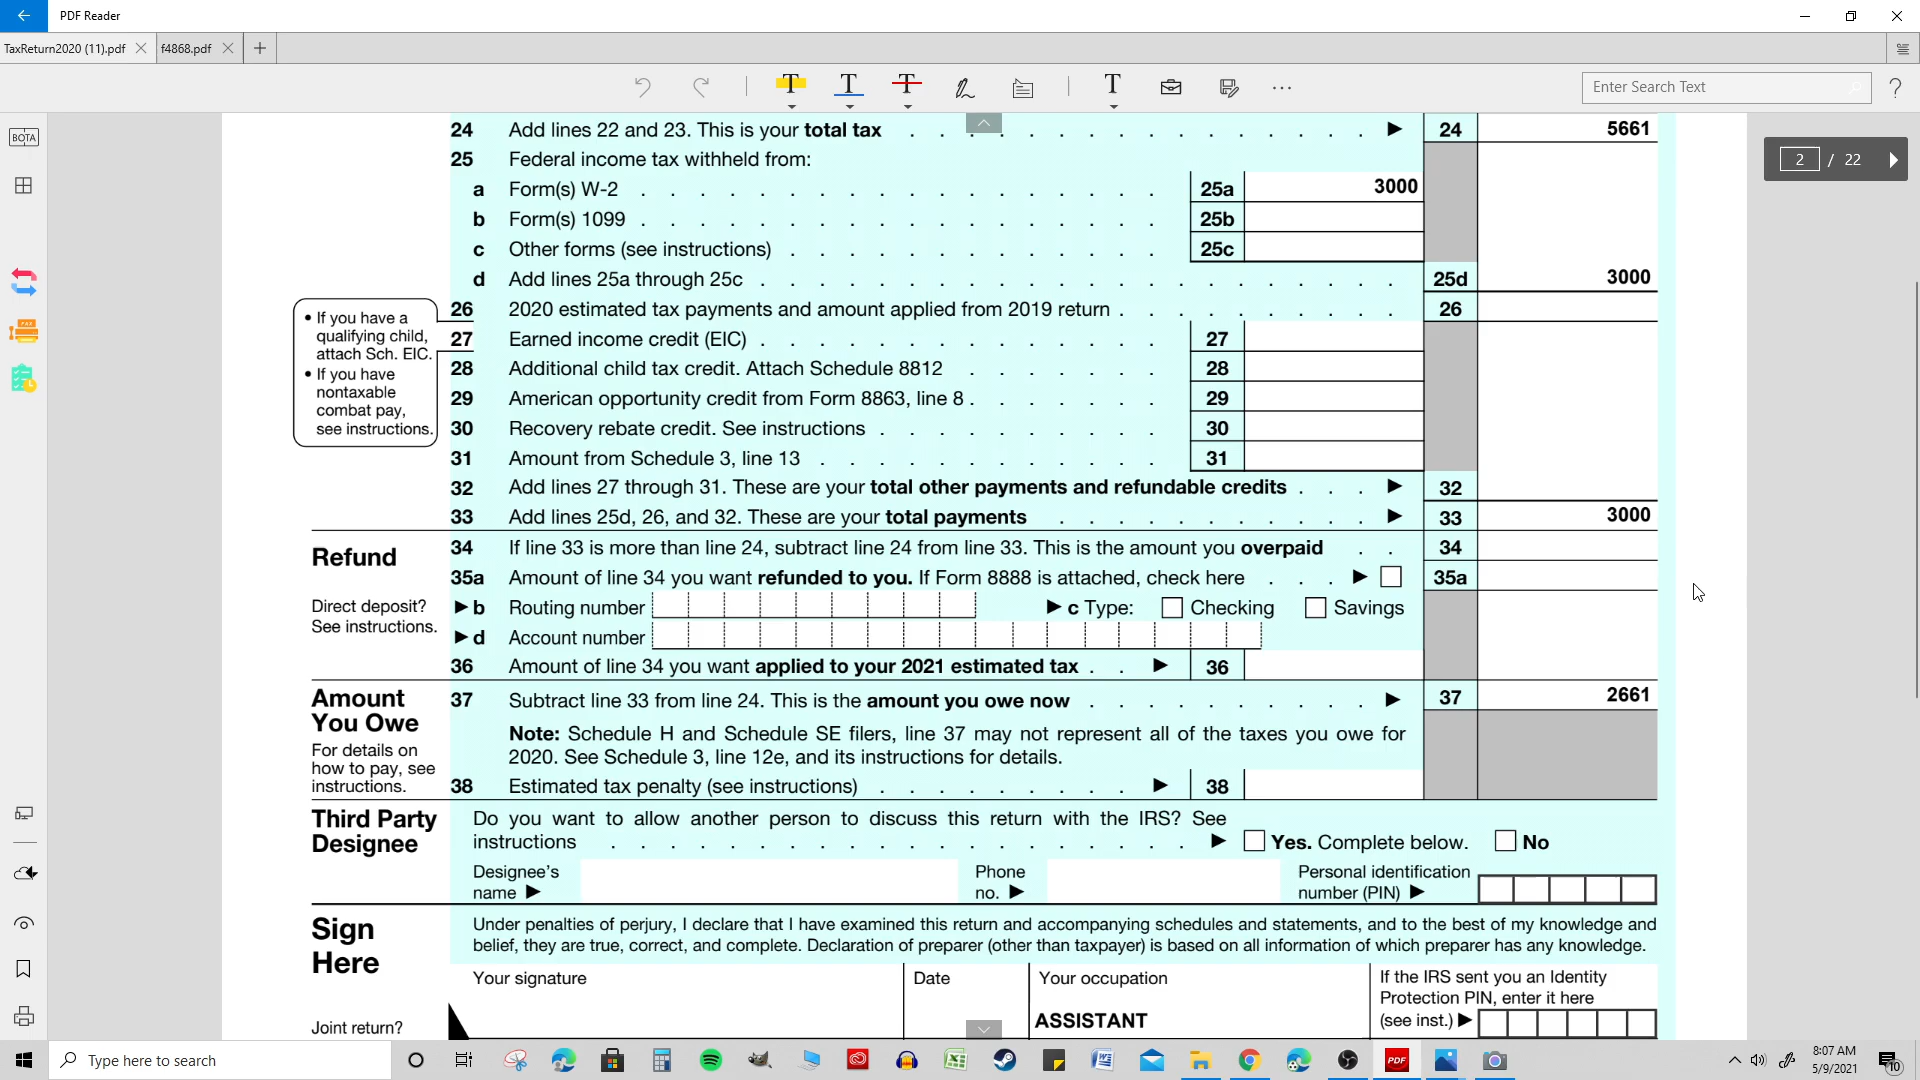 PDF Reader
TaxReturn2020 (11).pdf
f4868.pdf
Enter Search Text
?
BOTA
2 / 22
24 Add lines 22 and 23. This is your total tax 24 5661
25 Federal income tax withheld from:
a Form(s) W-2 25a 3000
b Form(s) 1099 25b
c Other forms (see instructions) 25c
d Add lines 25a through 25c 25d 3000
• If you have a
qualifying child,
attach Sch. EIC.
• If you have
nontaxable
combat pay,
see instructions.
26 2020 estimated tax payments and amount applied from 2019 return 26
27 Earned income credit (EIC) 27
28 Additional child tax credit. Attach Schedule 8812 28
29 American opportunity credit from Form 8863, line 8 29
30 Recovery rebate credit. See instructions 30
31 Amount from Schedule 3, line 13 31
32 Add lines 27 through 31. These are your total other payments and refundable credits 32
33 Add lines 25d, 26, and 32. These are your total payments 33 3000
Refund
34 If line 33 is more than line 24, subtract line 24 from line 33. This is the amount you overpaid 34
35a Amount of line 34 you want refunded to you. If Form 8888 is attached, check here 35a
Direct deposit?
See instructions.
b Routing number c Type: Checking Savings
d Account number
36 Amount of line 34 you want applied to your 2021 estimated tax 36
Amount
You Owe
For details on
how to pay, see
instructions.
37 Subtract line 33 from line 24. This is the amount you owe now 37 2661
Note: Schedule H and Schedule SE filers, line 37 may not represent all of the taxes you owe for
2020. See Schedule 3, line 12e, and its instructions for details.
38 Estimated tax penalty (see instructions) 38
Third Party
Designee
Do you want to allow another person to discuss this return with the IRS? See
instructions Yes. Complete below. No
Designee's
name
Phone
no.
Personal identification
number (PIN)
Sign
Here
Under penalties of perjury, I declare that I have examined this return and accompanying schedules and statements, and to the best of my knowledge and
belief, they are true, correct, and complete. Declaration of preparer (other than taxpayer) is based on all information of which preparer has any knowledge.
Your signature
Date
Your occupation
ASSISTANT
If the IRS sent you an Identity
Protection PIN, enter it here
(see inst.)
Joint return?
Type here to search
PDF
8:07 AM
5/9/2021
10